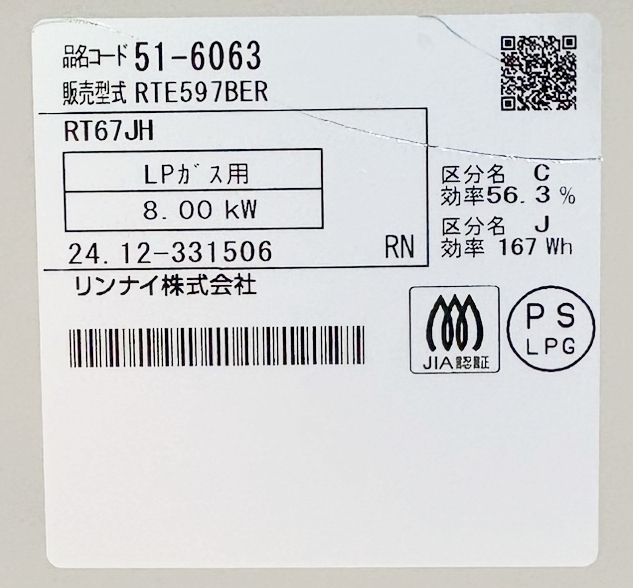 品名コード 51-6063
販売型式 RTE597BER
RT67JH
LPガス用
8.00 kW
24.12-331506 RN
リンナイ株式会社
区分名 C
効率56.3 %
区分名 J
効率 167 Wh
JIA認証
PS
LPG